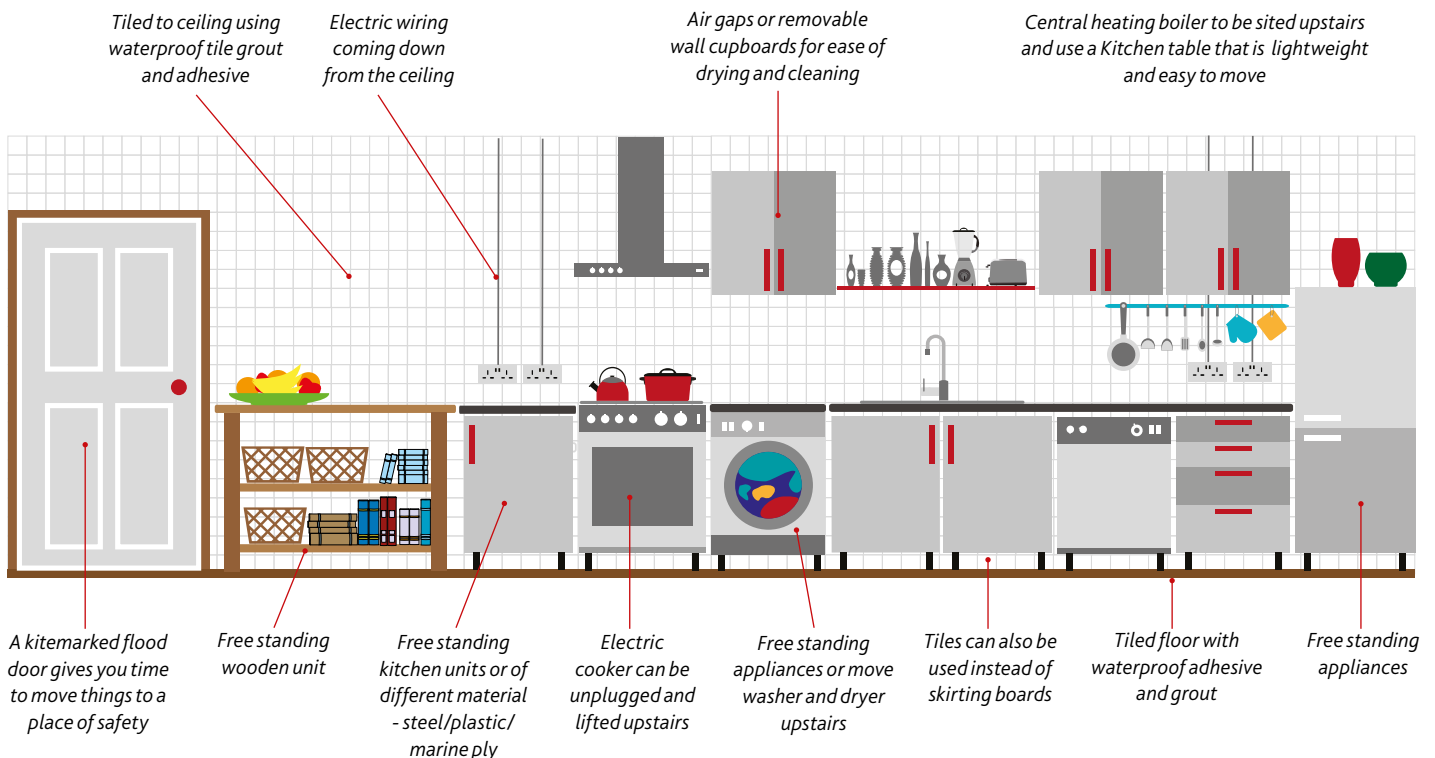 Tiled to ceiling using
waterproof tile grout
and adhesive
Electric wiring
coming down
from the ceiling
Air gaps or removable
wall cupboards for ease of
drying and cleaning
Central heating boiler to be sited upstairs
and use a Kitchen table that is lightweight
and easy to move
A kitemarked flood
door gives you time
to move things to a
place of safety
Free standing
wooden unit
Free standing
kitchen units or of
different material
- steel/plastic/
marine ply
Electric
cooker can be
unplugged and
lifted upstairs
Free standing
appliances or move
washer and dryer
upstairs
Tiles can also be
used instead of
skirting boards
Tiled floor with
waterproof adhesive
and grout
Free standing
appliances